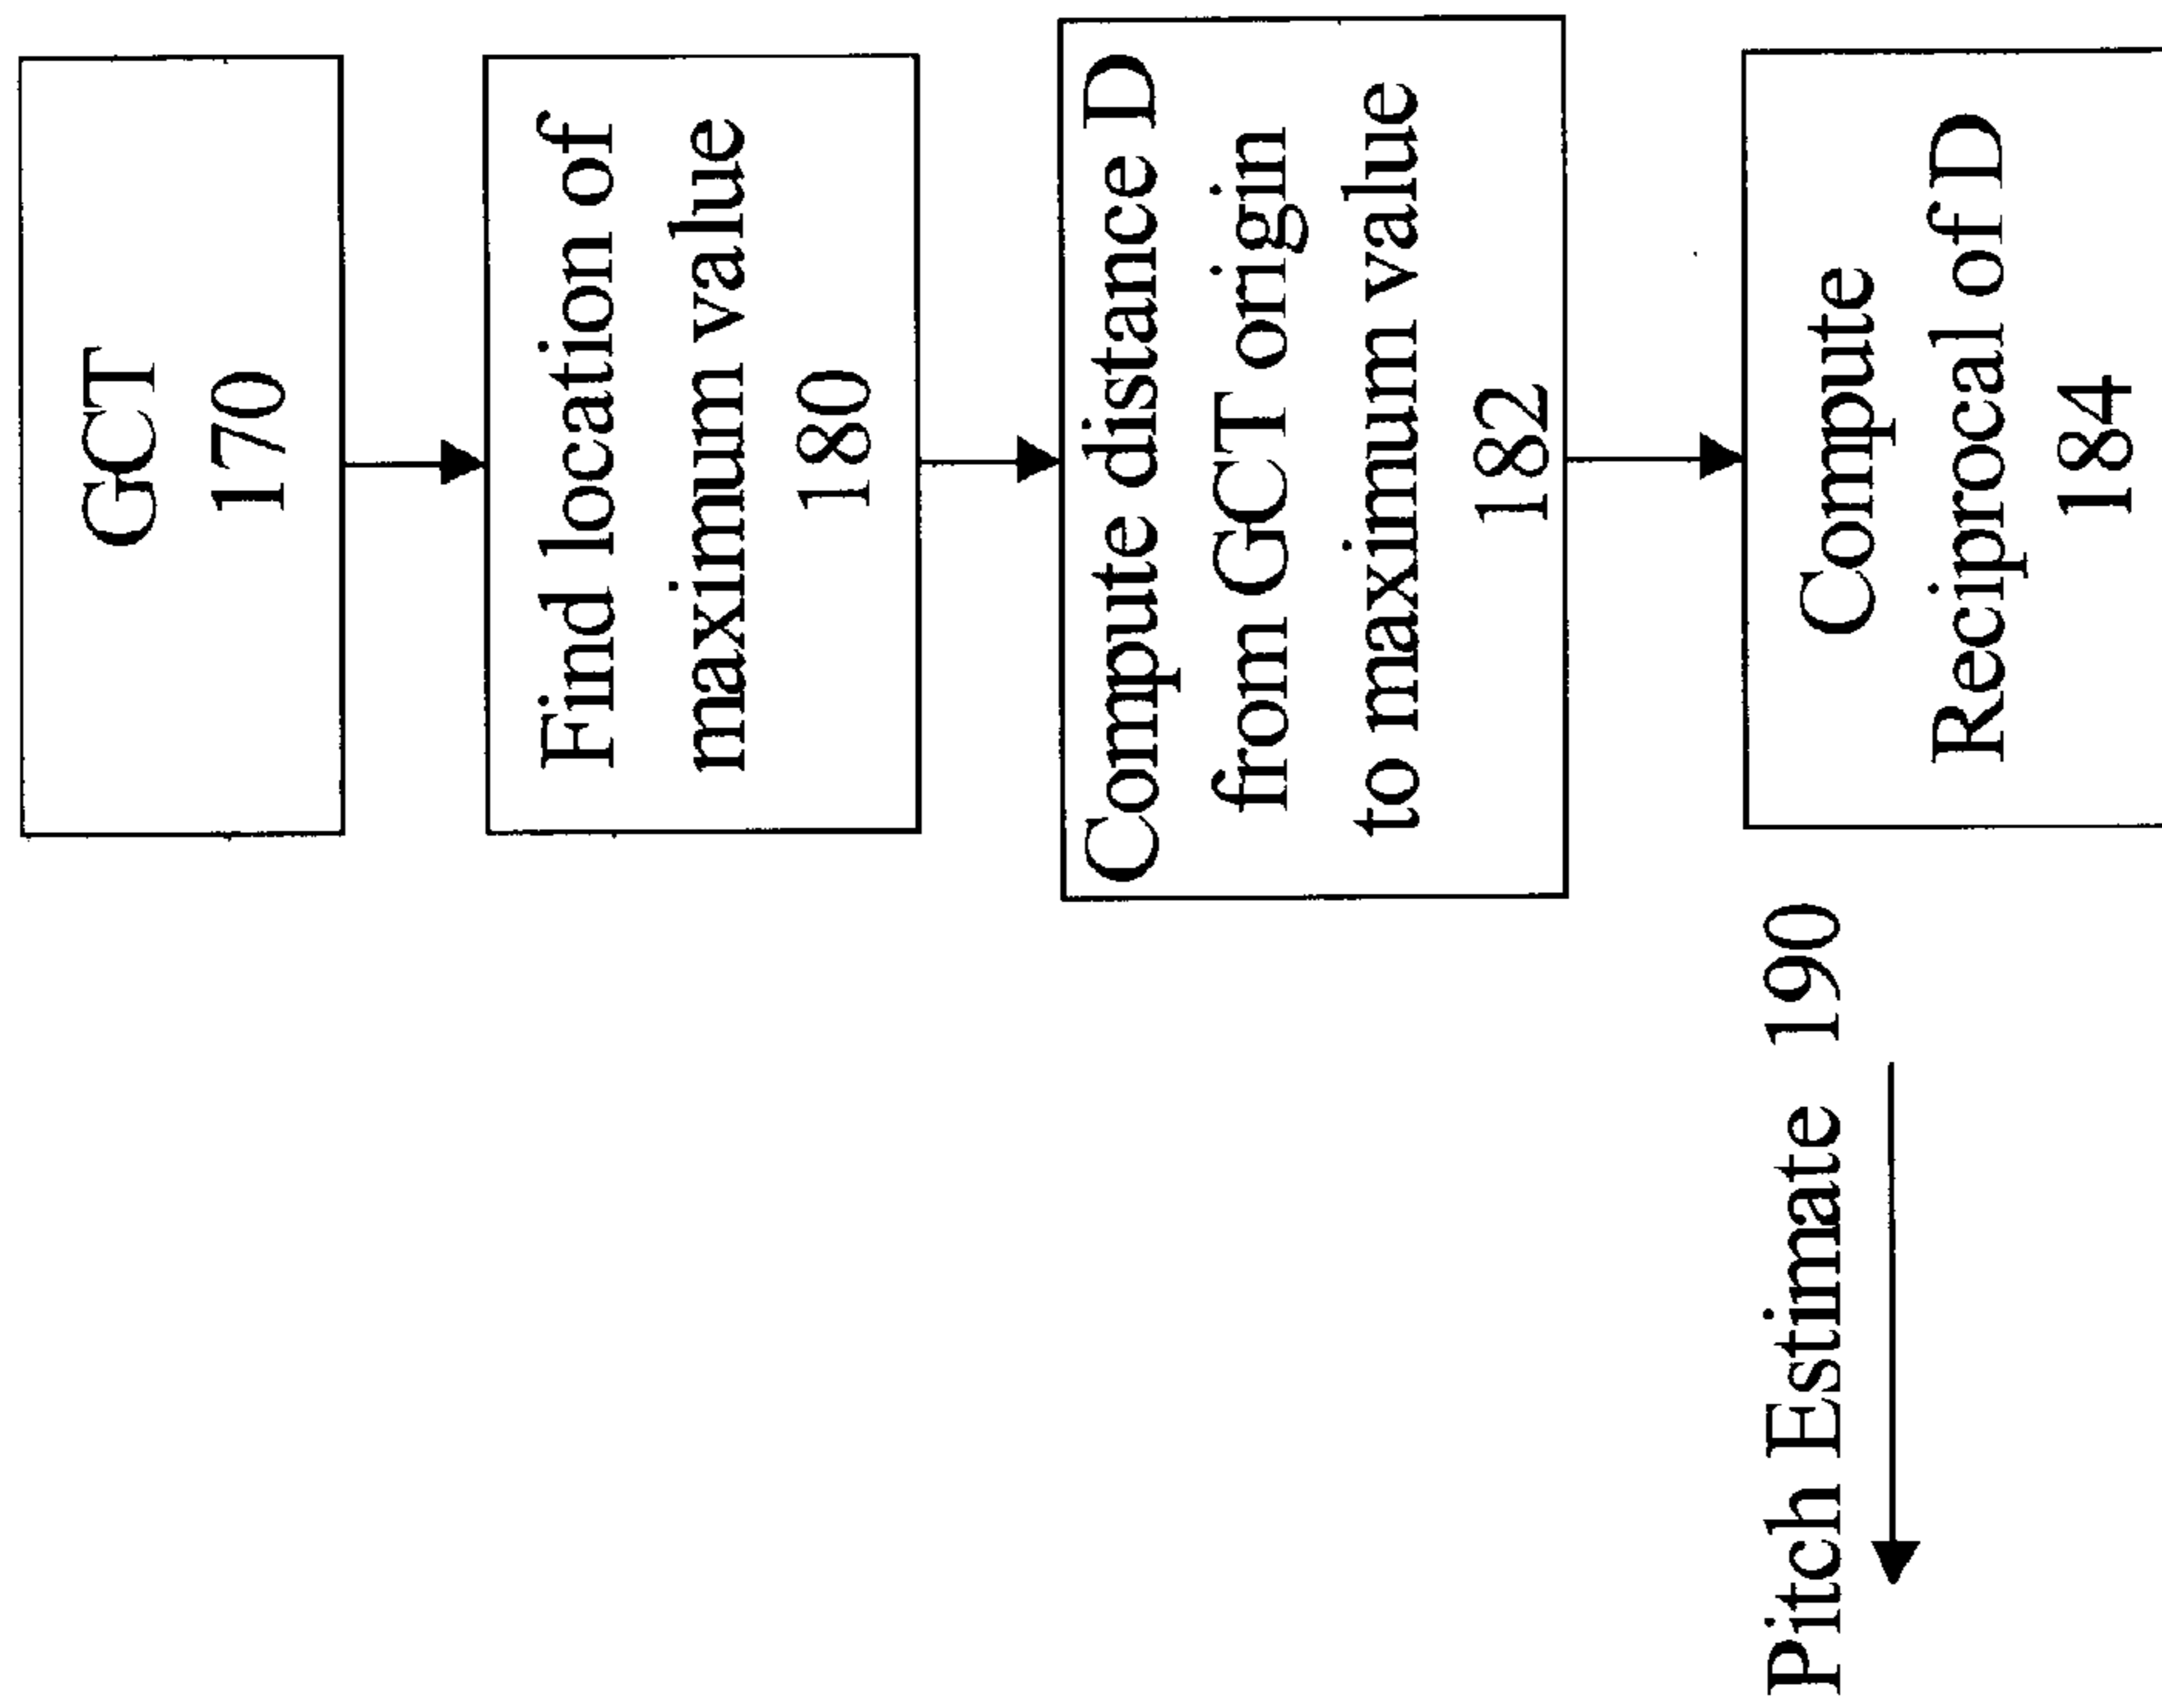 GCT
170
Find location of
maximum value
180
Compute distance D
from GCT origin
to maximum value
182
Compute
Reciprocal of D
184
Pitch Estimate 190